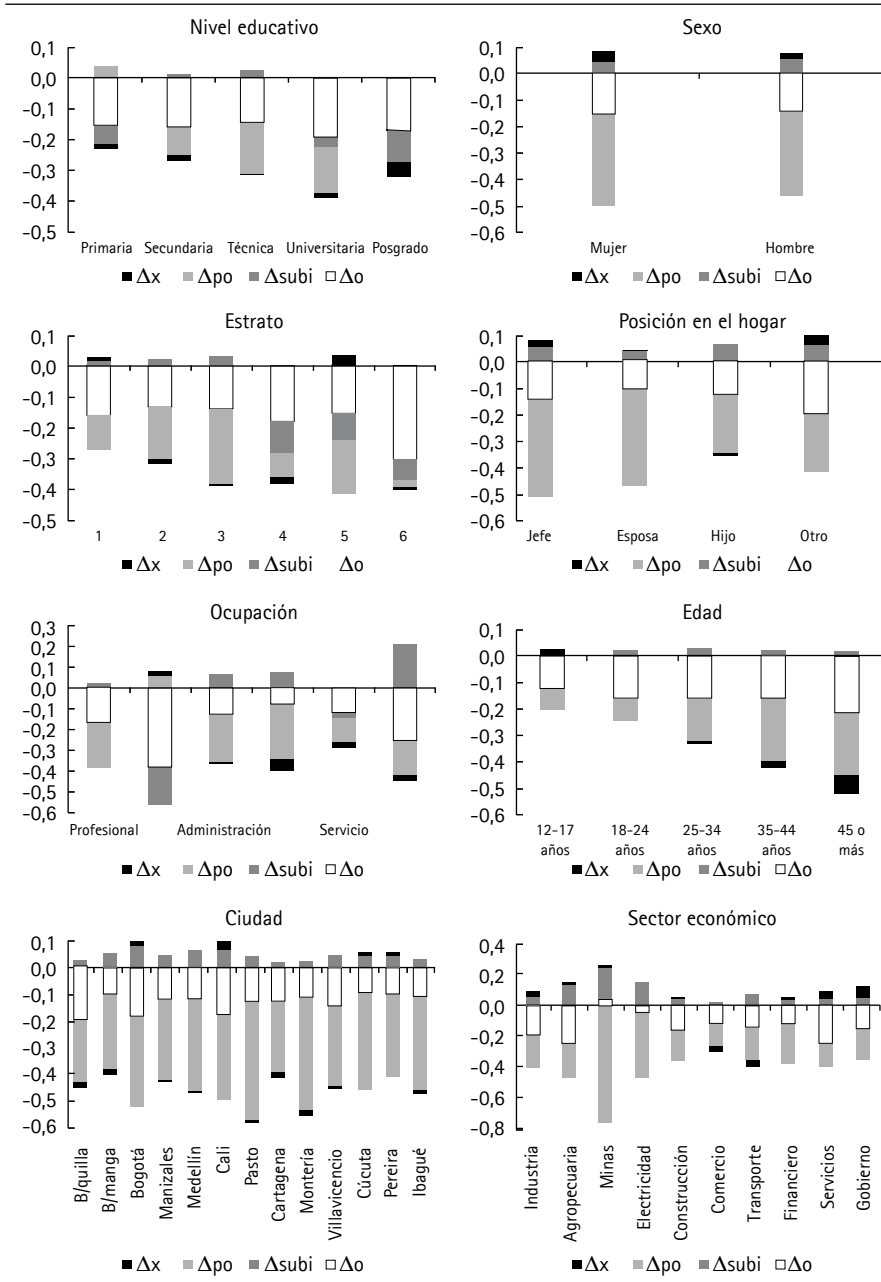 Nivel educativo
0,1
0,0
−0,1
−0,2
−0,3
−0,4
−0,5
Primaria Secundaria Técnica Universitaria Posgrado
Δx Δpo Δsubi Δo
Sexo
0,1
0,0
−0,1
−0,2
−0,3
−0,4
−0,5
−0,6
Mujer Hombre
Δx Δpo Δsubi Δo
Estrato
0,1
0,0
−0,1
−0,2
−0,3
−0,4
−0,5
1 2 3 4 5 6
Δx Δpo Δsubi Δo
Posición en el hogar
0,1
0,0
−0,1
−0,2
−0,3
−0,4
−0,5
−0,6
Jefe Esposa Hijo Otro
Δx Δpo Δsubi Δo
Ocupación
0,3
0,2
0,1
0,0
−0,1
−0,2
−0,3
−0,4
−0,5
−0,6
Profesional Administración Servicio
Δx Δpo Δsubi Δo
Edad
0,1
0,0
−0,1
−0,2
−0,3
−0,4
−0,5
−0,6
12-17 18-24 25-34 35-44 45 o
años años años años más
Δx Δpo Δsubi Δo
Ciudad
0,1
0,0
−0,1
−0,2
−0,3
−0,4
−0,5
−0,6
B/quilla
B/manga
Bogotá
Manizales
Medellín
Cali
Pasto
Cartagena
Montería
Villavicencio
Cúcuta
Pereira
Ibagué
Δx Δpo Δsubi Δo
Sector económico
0,4
0,2
0,0
−0,2
−0,4
−0,6
−0,8
Industria
Agropecuaria
Minas
Electricidad
Construcción
Comercio
Transporte
Financiero
Servicios
Gobierno
Δx Δpo Δsubi Δo